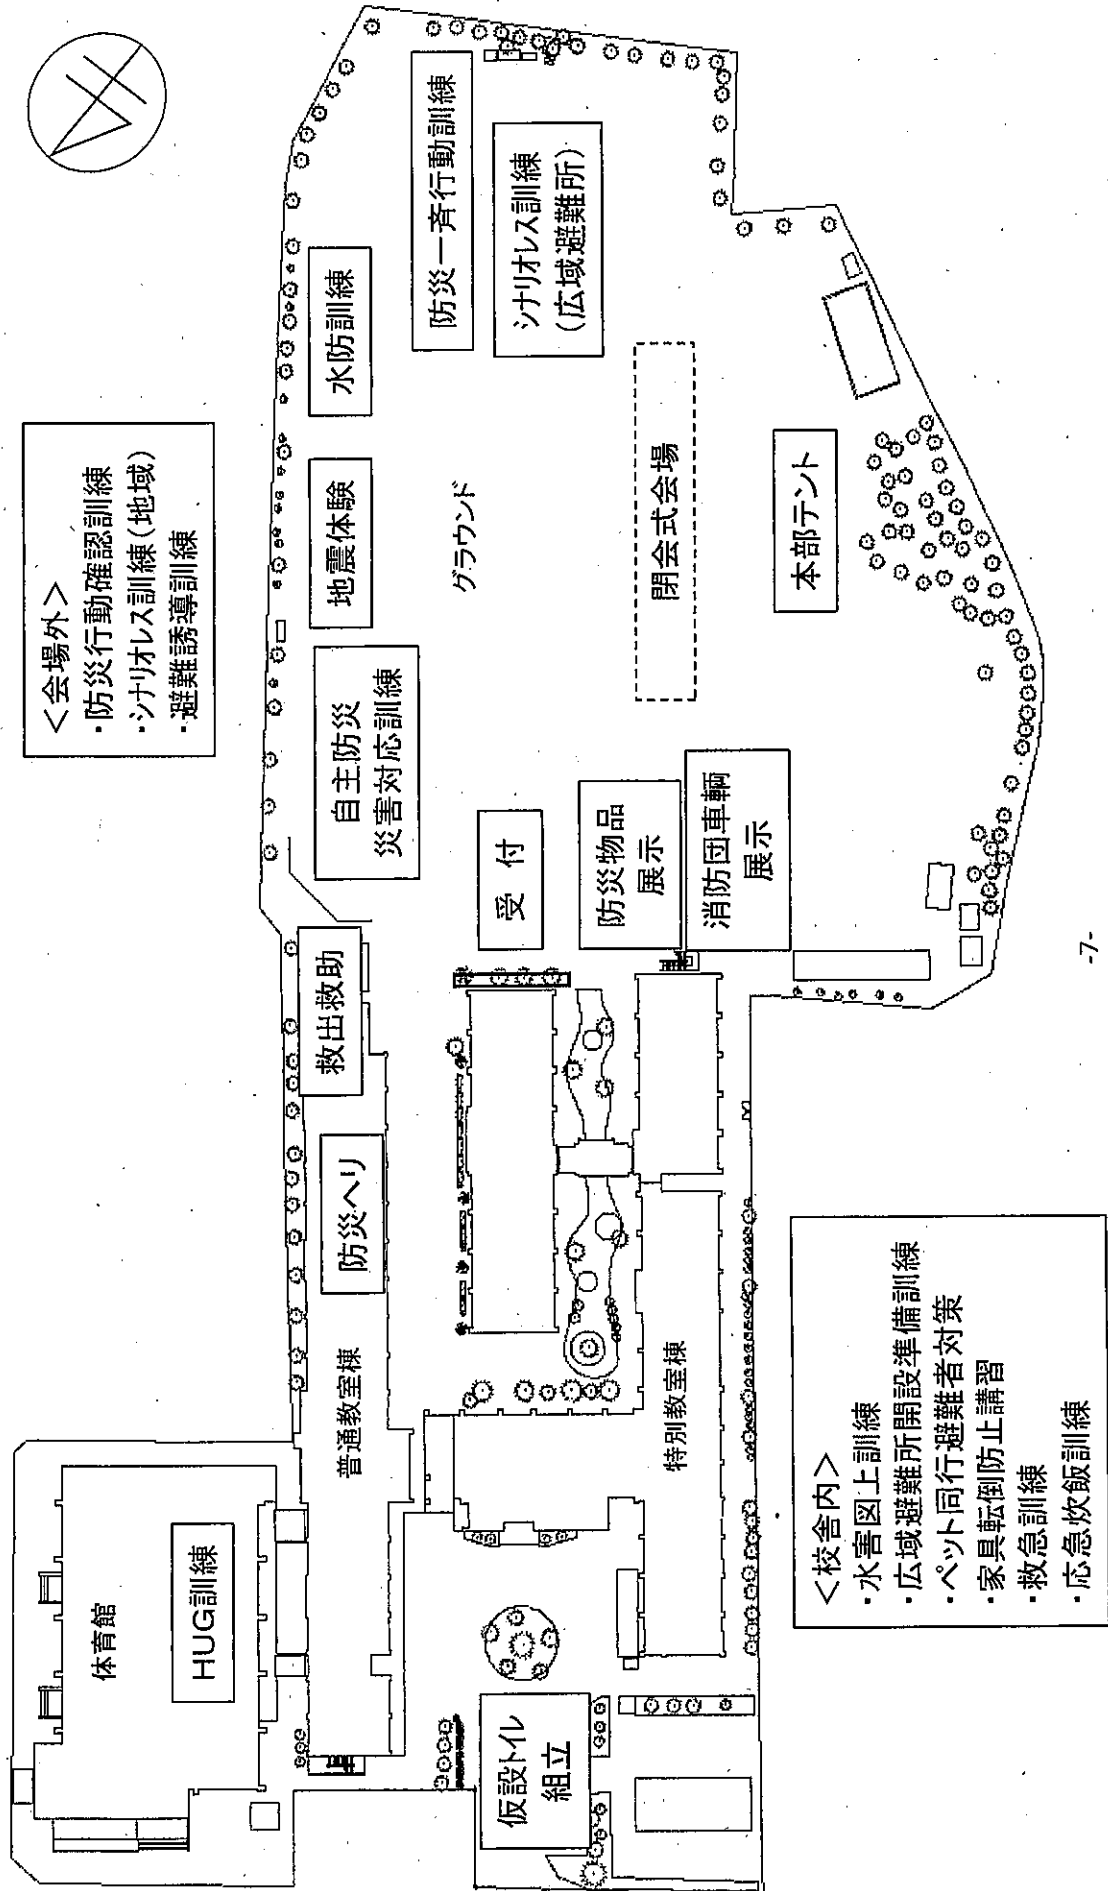 ＜会場外＞
・防災行動確認訓練
・シナリオレス訓練（地域）
・避難誘導訓練
体育館
HUG訓練
普通教室棟
防災ヘリ
救出救助
自主防災
災害対応訓練
地震体験
水防訓練
防災一斉行動訓練
シナリオレス訓練
（広域避難所）
グラウンド
受　付
防災物品
展示
消防団車輌
展示
閉会式会場
本部テント
特別教室棟
仮設トイレ
組立
＜校舎内＞
・水害図上訓練
・広域避難所開設準備訓練
・ペット同行避難者対策
・家具転倒防止講習
・救急訓練
・応急炊飯訓練
-7-